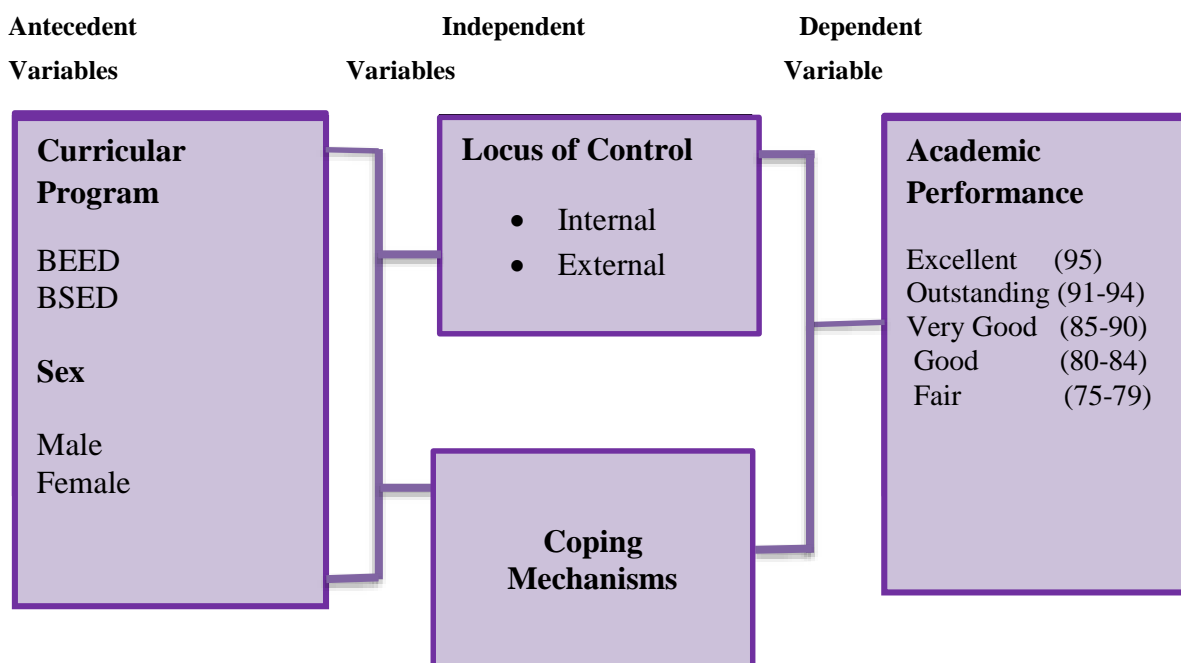 Antecedent Independent Dependent
Variables Variables Variable
Curricular
Program
BEED
BSED
Sex
Male
Female
Locus of Control
• Internal
• External
Coping
Mechanisms
Academic
Performance
Excellent (95)
Outstanding (91-94)
Very Good (85-90)
Good (80-84)
Fair (75-79)